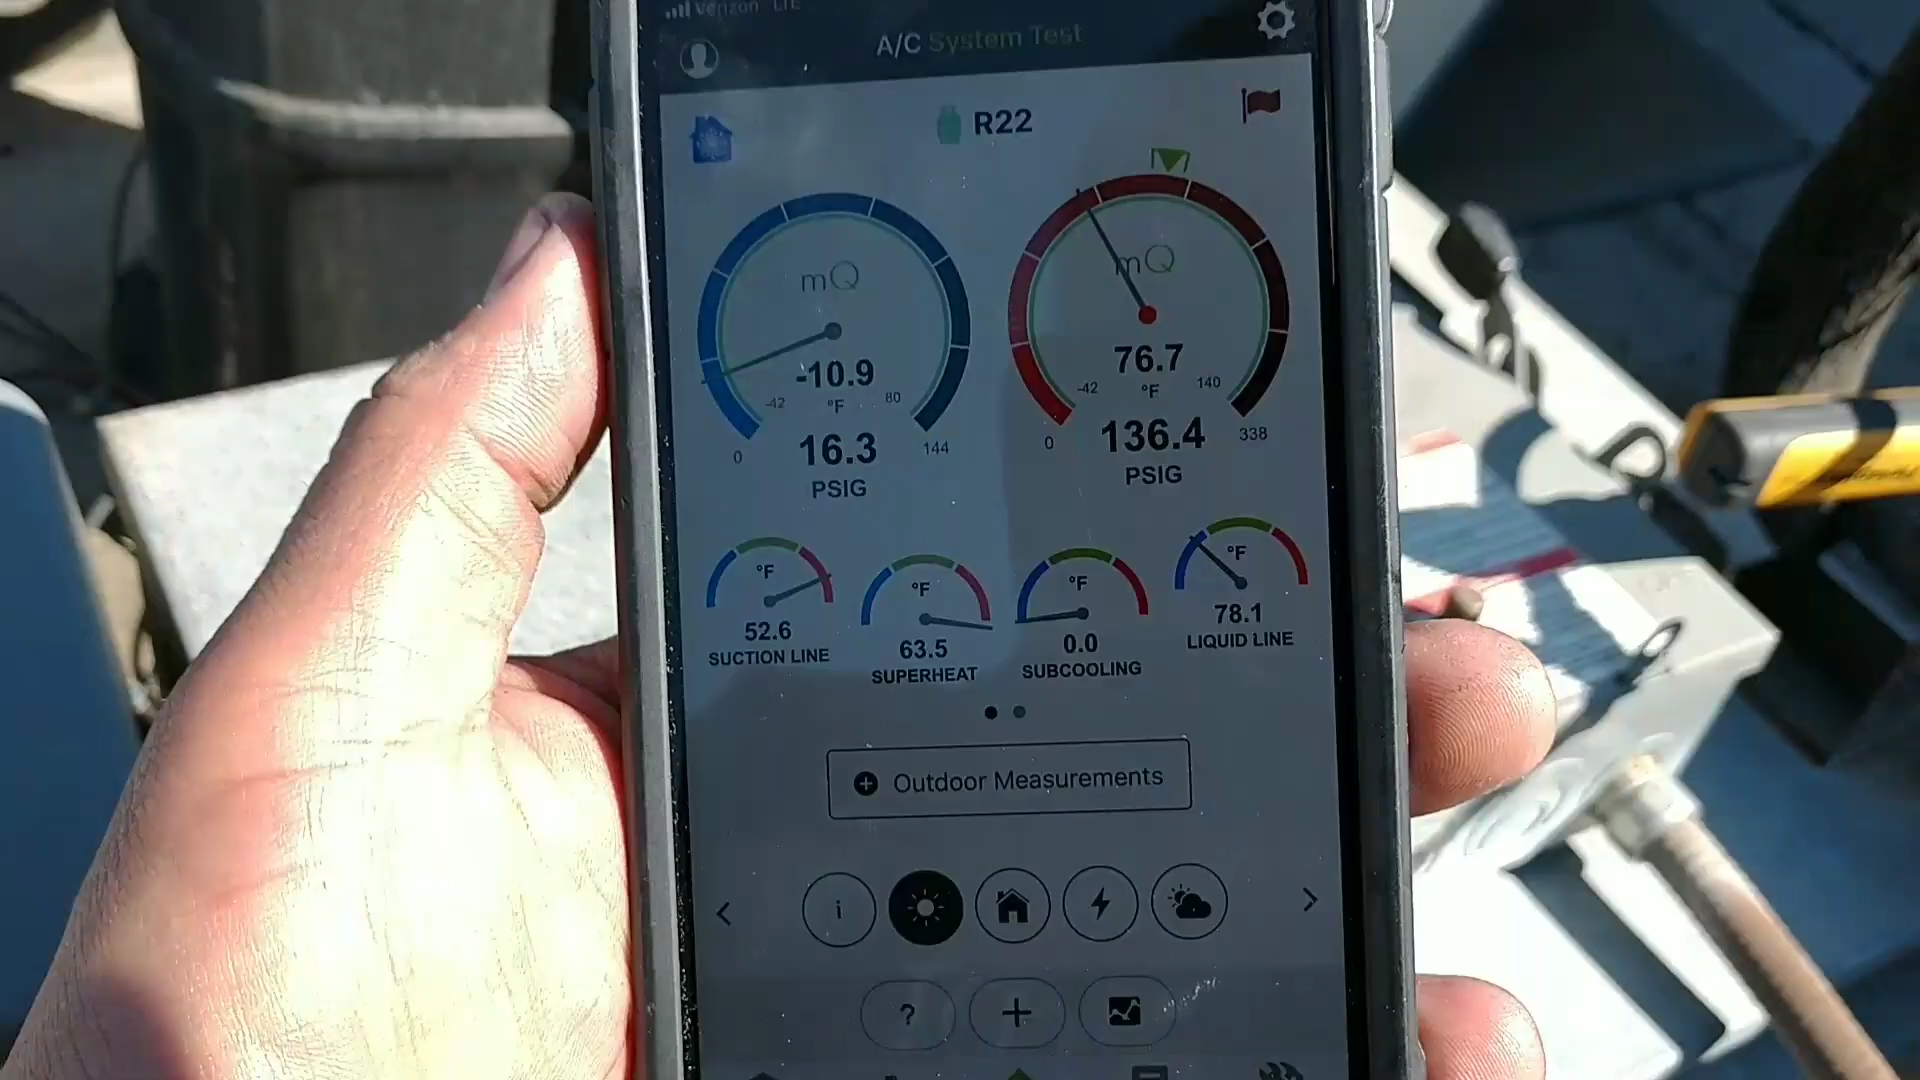 Verizon LTE
A/C System Test
R22
mQ
-10.9
-42 °F 80
16.3
0 144
PSIG
mQ
76.7
-42 °F 140
136.4
0 338
PSIG
°F
52.6
SUCTION LINE
°F
63.5
SUPERHEAT
°F
0.0
SUBCOOLING
°F
78.1
LIQUID LINE
Outdoor Measurements
i
?